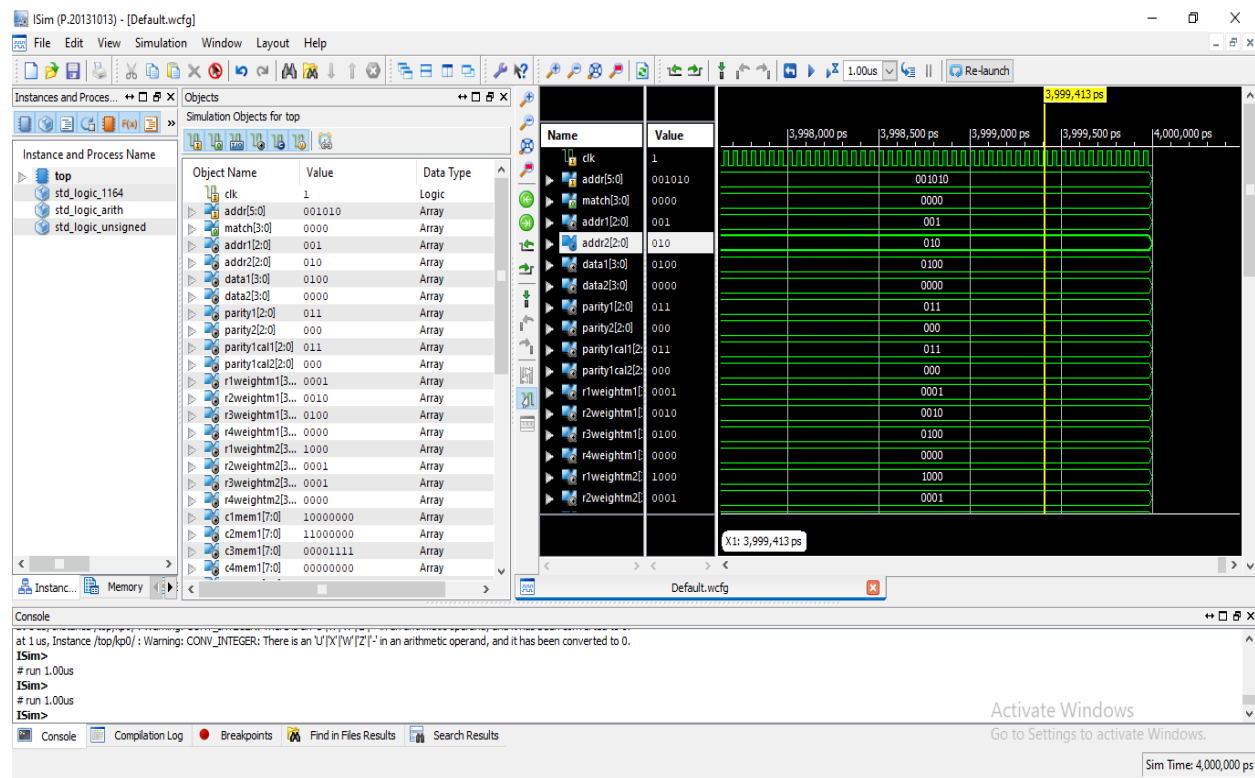 ISim (P.20131013) - [Default.wcfg]
File Edit View Simulation Window Layout Help
1.00us Re-launch
Instances and Proces...
Instance and Process Name
top
std_logic_1164
std_logic_arith
std_logic_unsigned
Instanc... Memory
Objects
Simulation Objects for top
Object Name Value Data Type
clk 1 Logic
addr[5:0] 001010 Array
match[3:0] 0000 Array
addr1[2:0] 001 Array
addr2[2:0] 010 Array
data1[3:0] 0100 Array
data2[3:0] 0000 Array
parity1[2:0] 011 Array
parity2[2:0] 000 Array
parity1cal1[2:0] 011 Array
parity1cal2[2:0] 000 Array
r1weightm1[3... 0001 Array
r2weightm1[3... 0010 Array
r3weightm1[3... 0100 Array
r4weightm1[3... 0000 Array
r1weightm2[3... 1000 Array
r2weightm2[3... 0001 Array
r3weightm2[3... 0001 Array
r4weightm2[3... 0000 Array
c1mem1[7:0] 10000000 Array
c2mem1[7:0] 11000000 Array
c3mem1[7:0] 00001111 Array
c4mem1[7:0] 00000000 Array
3,999,413 ps
Name Value 3,998,000 ps 3,998,500 ps 3,999,000 ps 3,999,500 ps 4,000,000 ps
clk 1
addr[5:0] 001010 001010
match[3:0] 0000 0000
addr1[2:0] 001 001
addr2[2:0] 010 010
data1[3:0] 0100 0100
data2[3:0] 0000 0000
parity1[2:0] 011 011
parity2[2:0] 000 000
parity1cal1[2: 011 011
parity1cal2[2: 000 000
r1weightm1[ 0001 0001
r2weightm1[ 0010 0010
r3weightm1[ 0100 0100
r4weightm1[ 0000 0000
r1weightm2[ 1000 1000
r2weightm2[ 0001 0001
X1: 3,999,413 ps
Default.wcfg
Console
at 1 us, Instance /top/kp0/ : Warning: CONV_INTEGER: There is an 'U'|'X'|'W'|'Z'|'-' in an arithmetic operand, and it has been converted to 0.
ISim>
# run 1.00us
ISim>
# run 1.00us
ISim>
Activate Windows
Go to Settings to activate Windows.
Console Compilation Log Breakpoints Find in Files Results Search Results
Sim Time: 4,000,000 ps